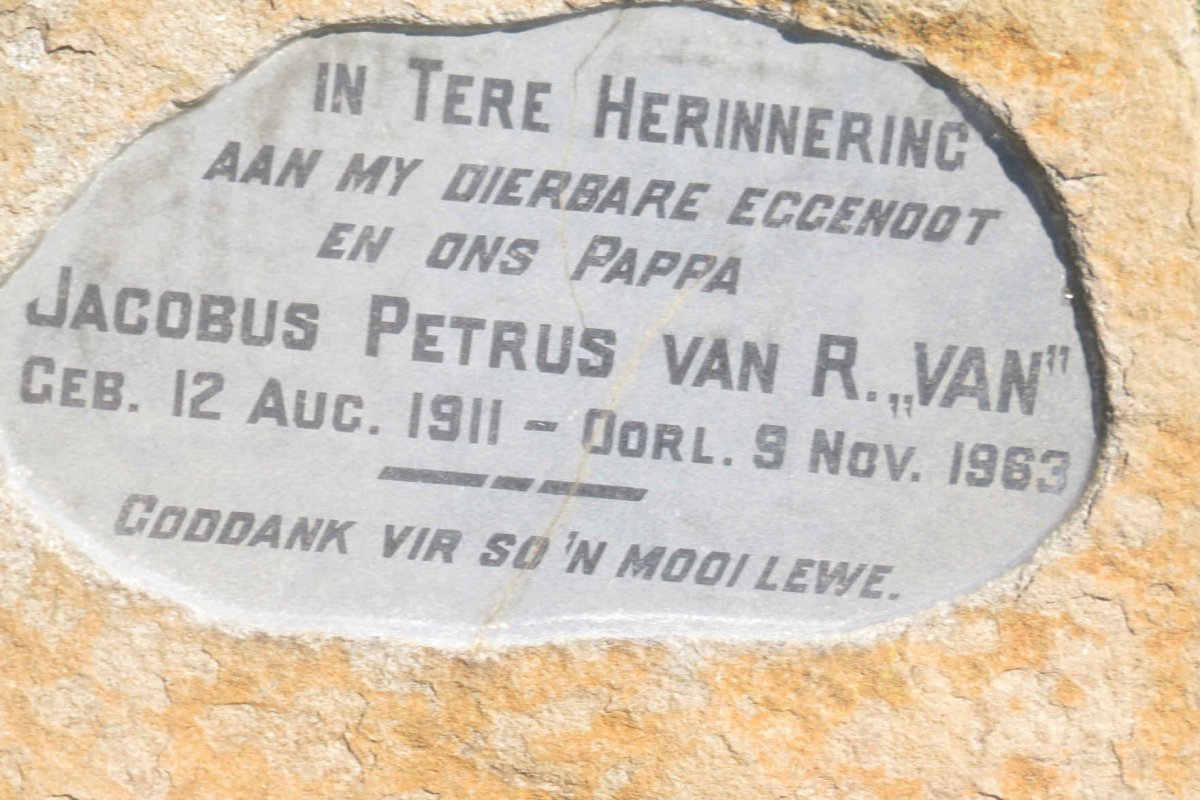 IN TERE HERINNERING
AAN MY DIERBARE EGGENOOT
EN ONS PAPPA
JACOBUS PETRUS VAN R. „VAN"
GEB. 12 AUG. 1911 - OORL. 9 NOV. 1963
GODDANK VIR SO 'N MOOI LEWE.